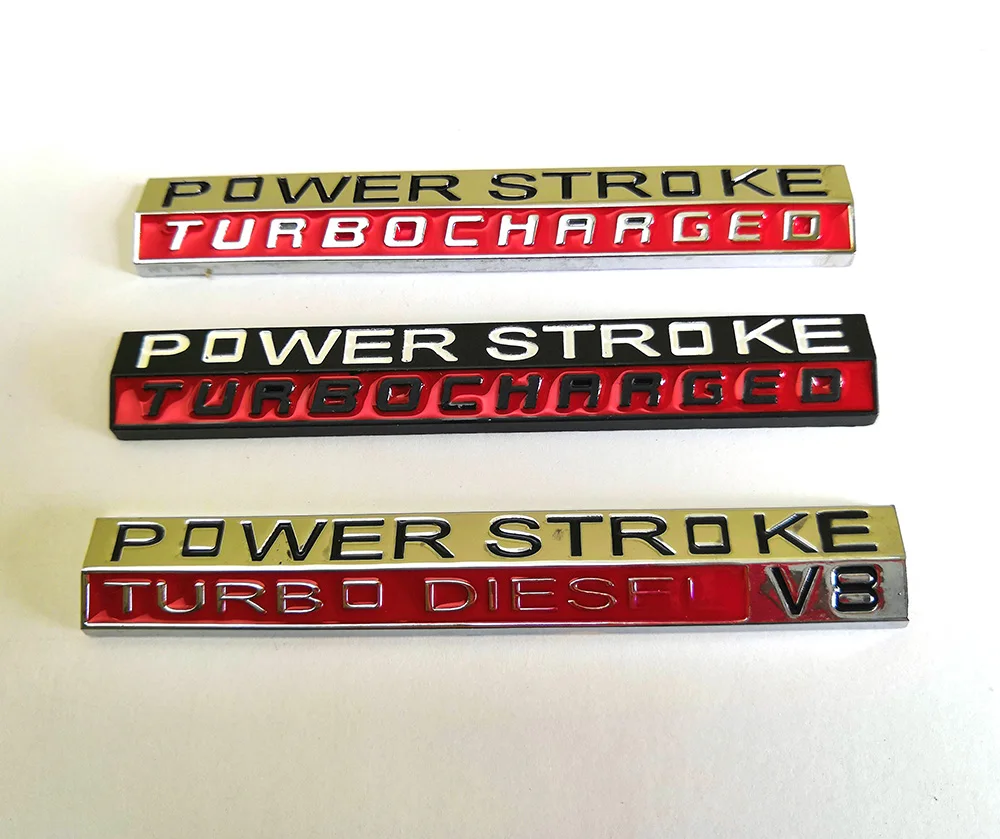 POWER STROKE
TURBOCHARGED
POWER STROKE
TURBOCHARGED
POWER STROKE
TURBO DIESEL V8